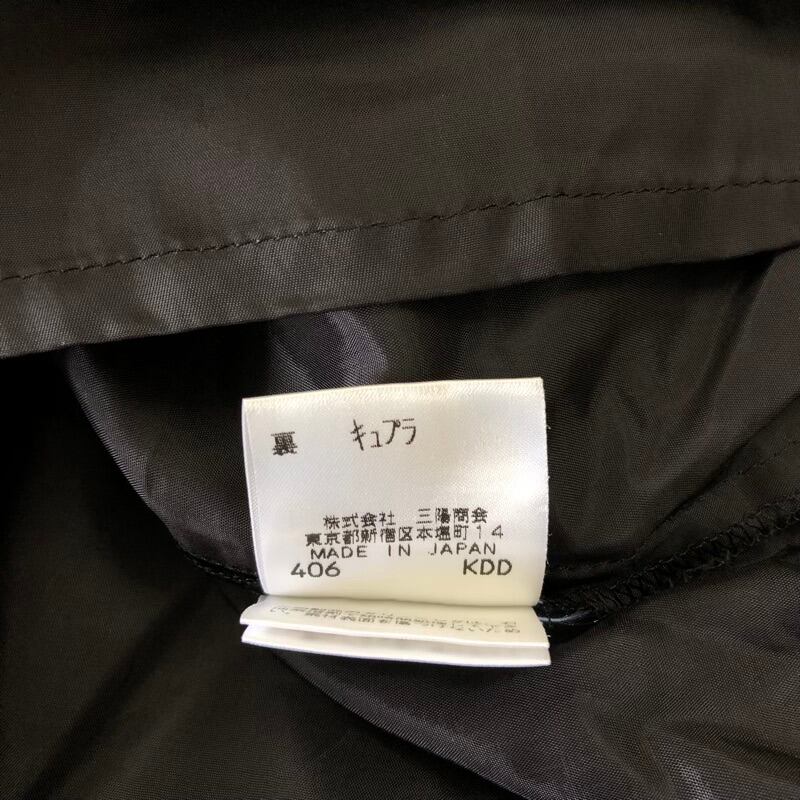 裏 キュプラ
株式会社 三陽商会
東京都新宿区本塩町14
MADE IN JAPAN
406 KDD